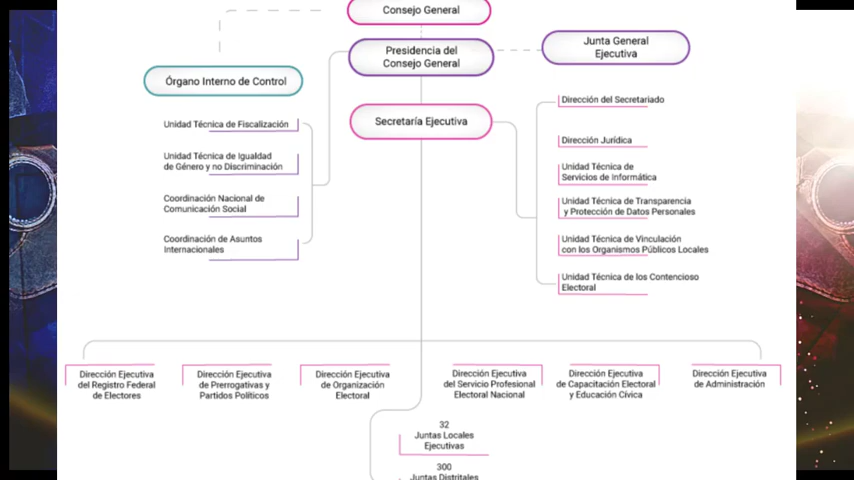 Consejo General
Presidencia del
Consejo General
Junta General
Ejecutiva
Órgano Interno de Control
Secretaría Ejecutiva
Unidad Técnica de Fiscalización
Unidad Técnica de Igualdad
de Género y no Discriminación
Coordinación Nacional de
Comunicación Social
Coordinación de Asuntos
Internacionales
Dirección del Secretariado
Dirección Jurídica
Unidad Técnica de
Servicios de Informática
Unidad Técnica de Transparencia
y Protección de Datos Personales
Unidad Técnica de Vinculación
con los Organismos Públicos Locales
Unidad Técnica de los Contencioso
Electoral
Dirección Ejecutiva
del Registro Federal
de Electores
Dirección Ejecutiva
de Prerrogativas y
Partidos Políticos
Dirección Ejecutiva
de Organización
Electoral
Dirección Ejecutiva
del Servicio Profesional
Electoral Nacional
Dirección Ejecutiva
de Capacitación Electoral
y Educación Cívica
Dirección Ejecutiva
de Administración
32
Juntas Locales
Ejecutivas
300
Juntas Distritales